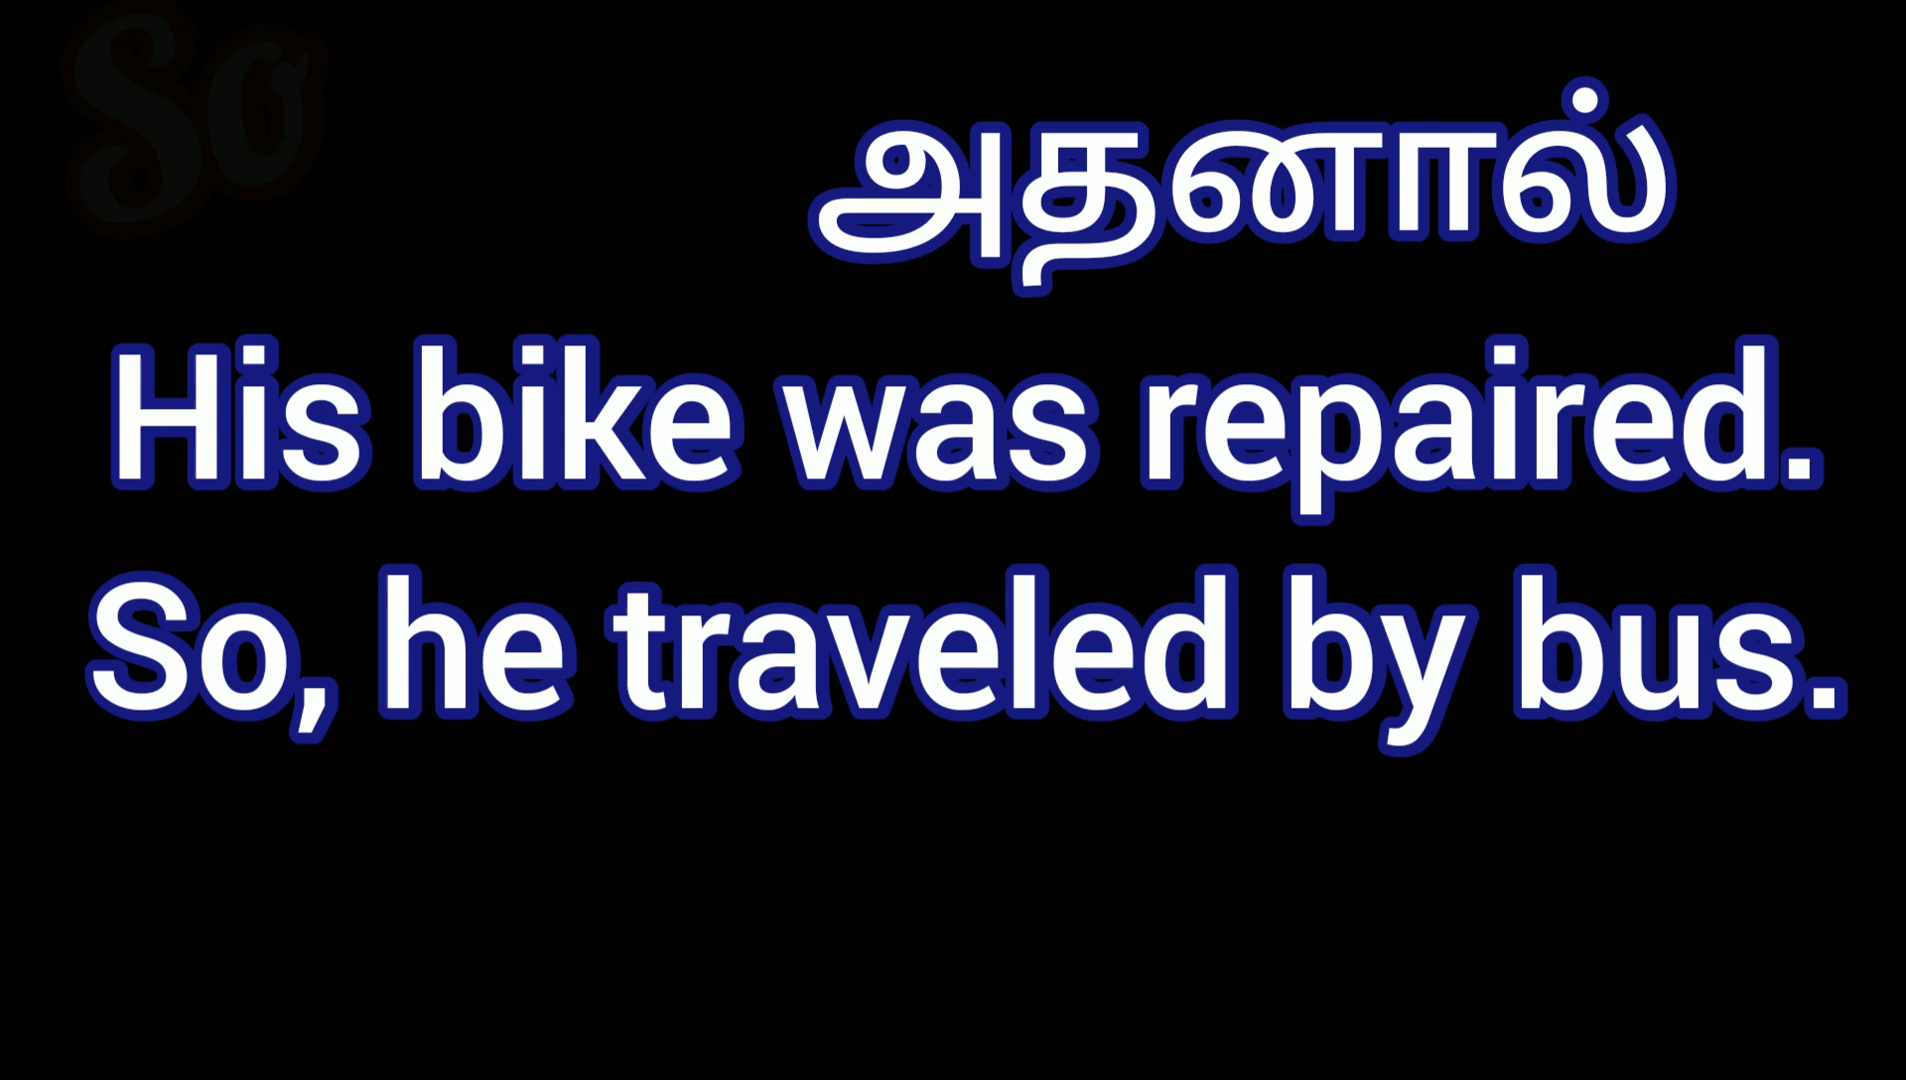 So
அதனால்
His bike was repaired.
So, he traveled by bus.